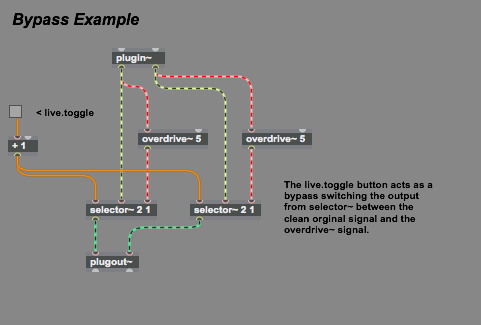 Bypass Example
plugin~
< live.toggle
+ 1
overdrive~ 5
overdrive~ 5
The live.toggle button acts as a
bypass switching the output
from selector~ between the
clean orginal signal and the
overdrive~ signal.
selector~ 2 1
selector~ 2 1
plugout~